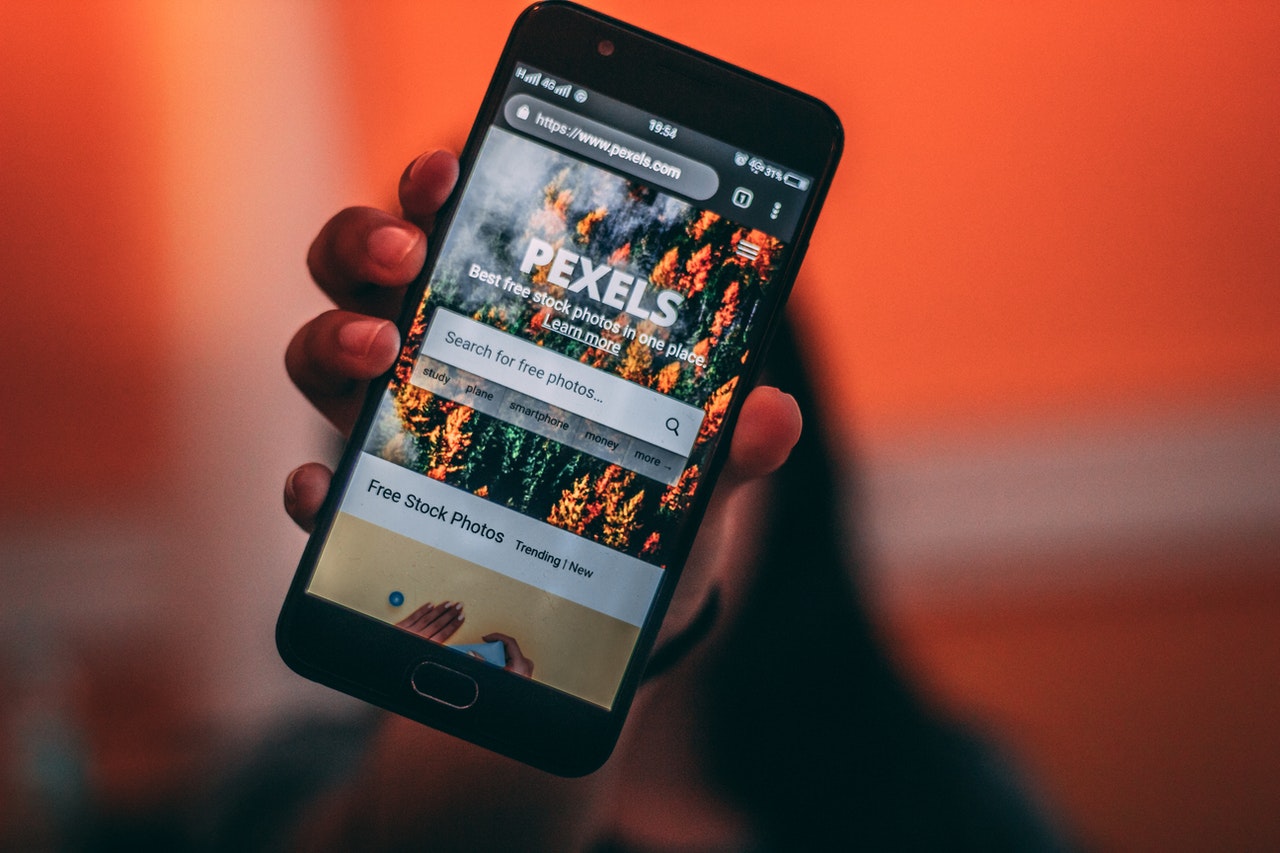 H 4G 19:54 4G 31%
https://www.pexels.com
PEXELS
Best free stock photos in one place.
Learn more
Search for free photos...
study plane smartphone money more →
Free Stock Photos Trending | New